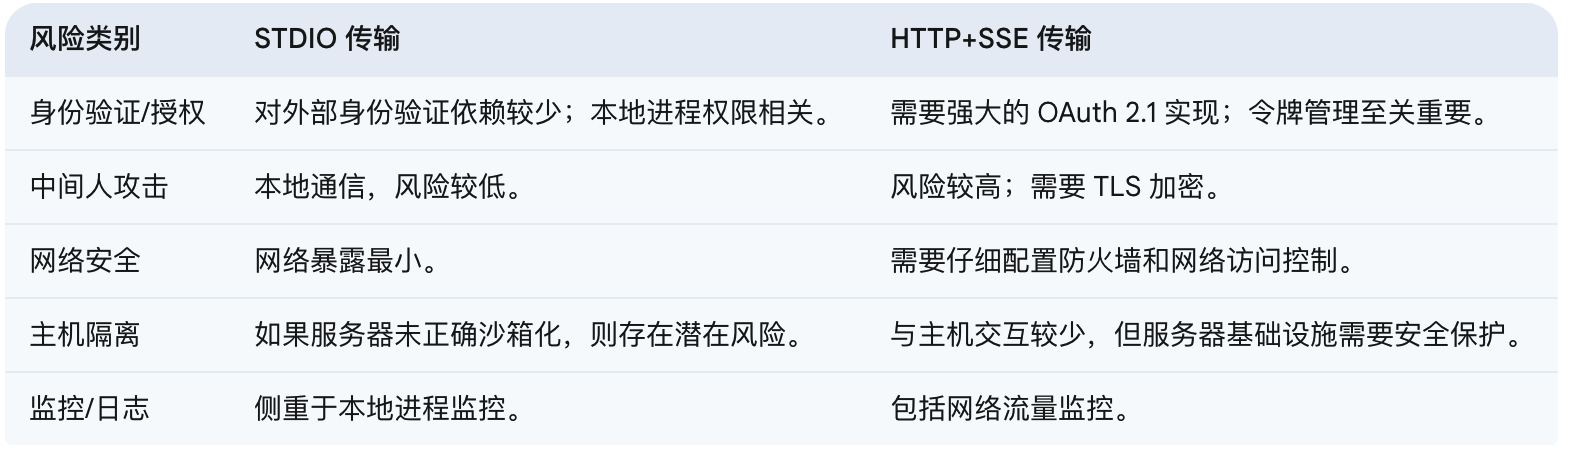 风险类别 STDIO 传输 HTTP+SSE 传输
身份验证/授权 对外部身份验证依赖较少；本地进程权限相关。 需要强大的 OAuth 2.1 实现；令牌管理至关重要。
中间人攻击 本地通信，风险较低。 风险较高；需要 TLS 加密。
网络安全 网络暴露最小。 需要仔细配置防火墙和网络访问控制。
主机隔离 如果服务器未正确沙箱化，则存在潜在风险。 与主机交互较少，但服务器基础设施需要安全保护。
监控/日志 侧重于本地进程监控。 包括网络流量监控。